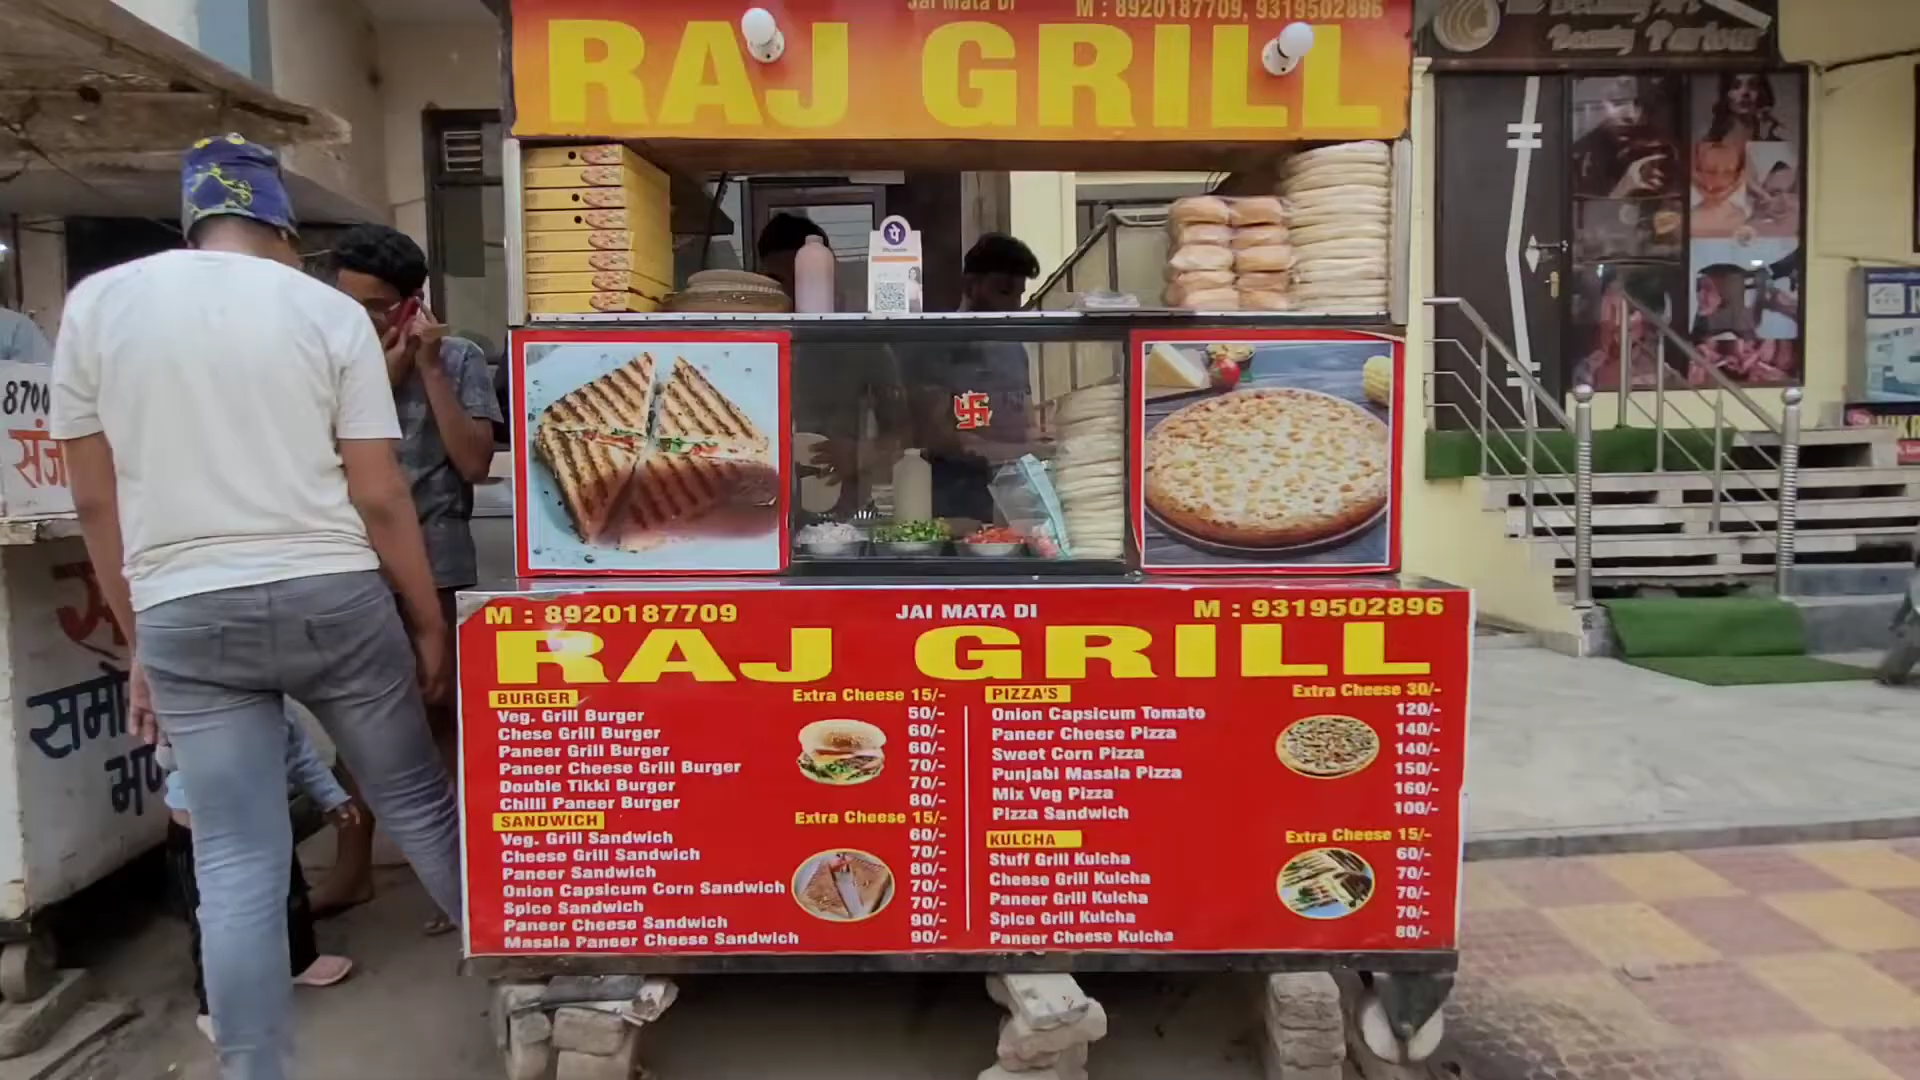 Jai Mata Di
M : 8920187709, 9319502896
RAJ GRILL
Beauty Parlour
8700
M : 8920187709
JAI MATA DI
M : 9319502896
RAJ GRILL
BURGER Extra Cheese 15/-
Veg. Grill Burger 50/-
Chese Grill Burger 60/-
Paneer Grill Burger 60/-
Paneer Cheese Grill Burger 70/-
Double Tikki Burger 70/-
Chilli Paneer Burger 80/-
SANDWICH Extra Cheese 15/-
Veg. Grill Sandwich 60/-
Cheese Grill Sandwich 70/-
Paneer Sandwich 80/-
Onion Capsicum Corn Sandwich 70/-
Spice Sandwich 70/-
Paneer Cheese Sandwich 90/-
Masala Paneer Cheese Sandwich 90/-
PIZZA'S Extra Cheese 30/-
Onion Capsicum Tomato 120/-
Paneer Cheese Pizza 140/-
Sweet Corn Pizza 140/-
Punjabi Masala Pizza 150/-
Mix Veg Pizza 160/-
Pizza Sandwich 100/-
KULCHA Extra Cheese 15/-
Stuff Grill Kulcha 60/-
Cheese Grill Kulcha 70/-
Paneer Grill Kulcha 70/-
Spice Grill Kulcha 70/-
Paneer Cheese Kulcha 80/-